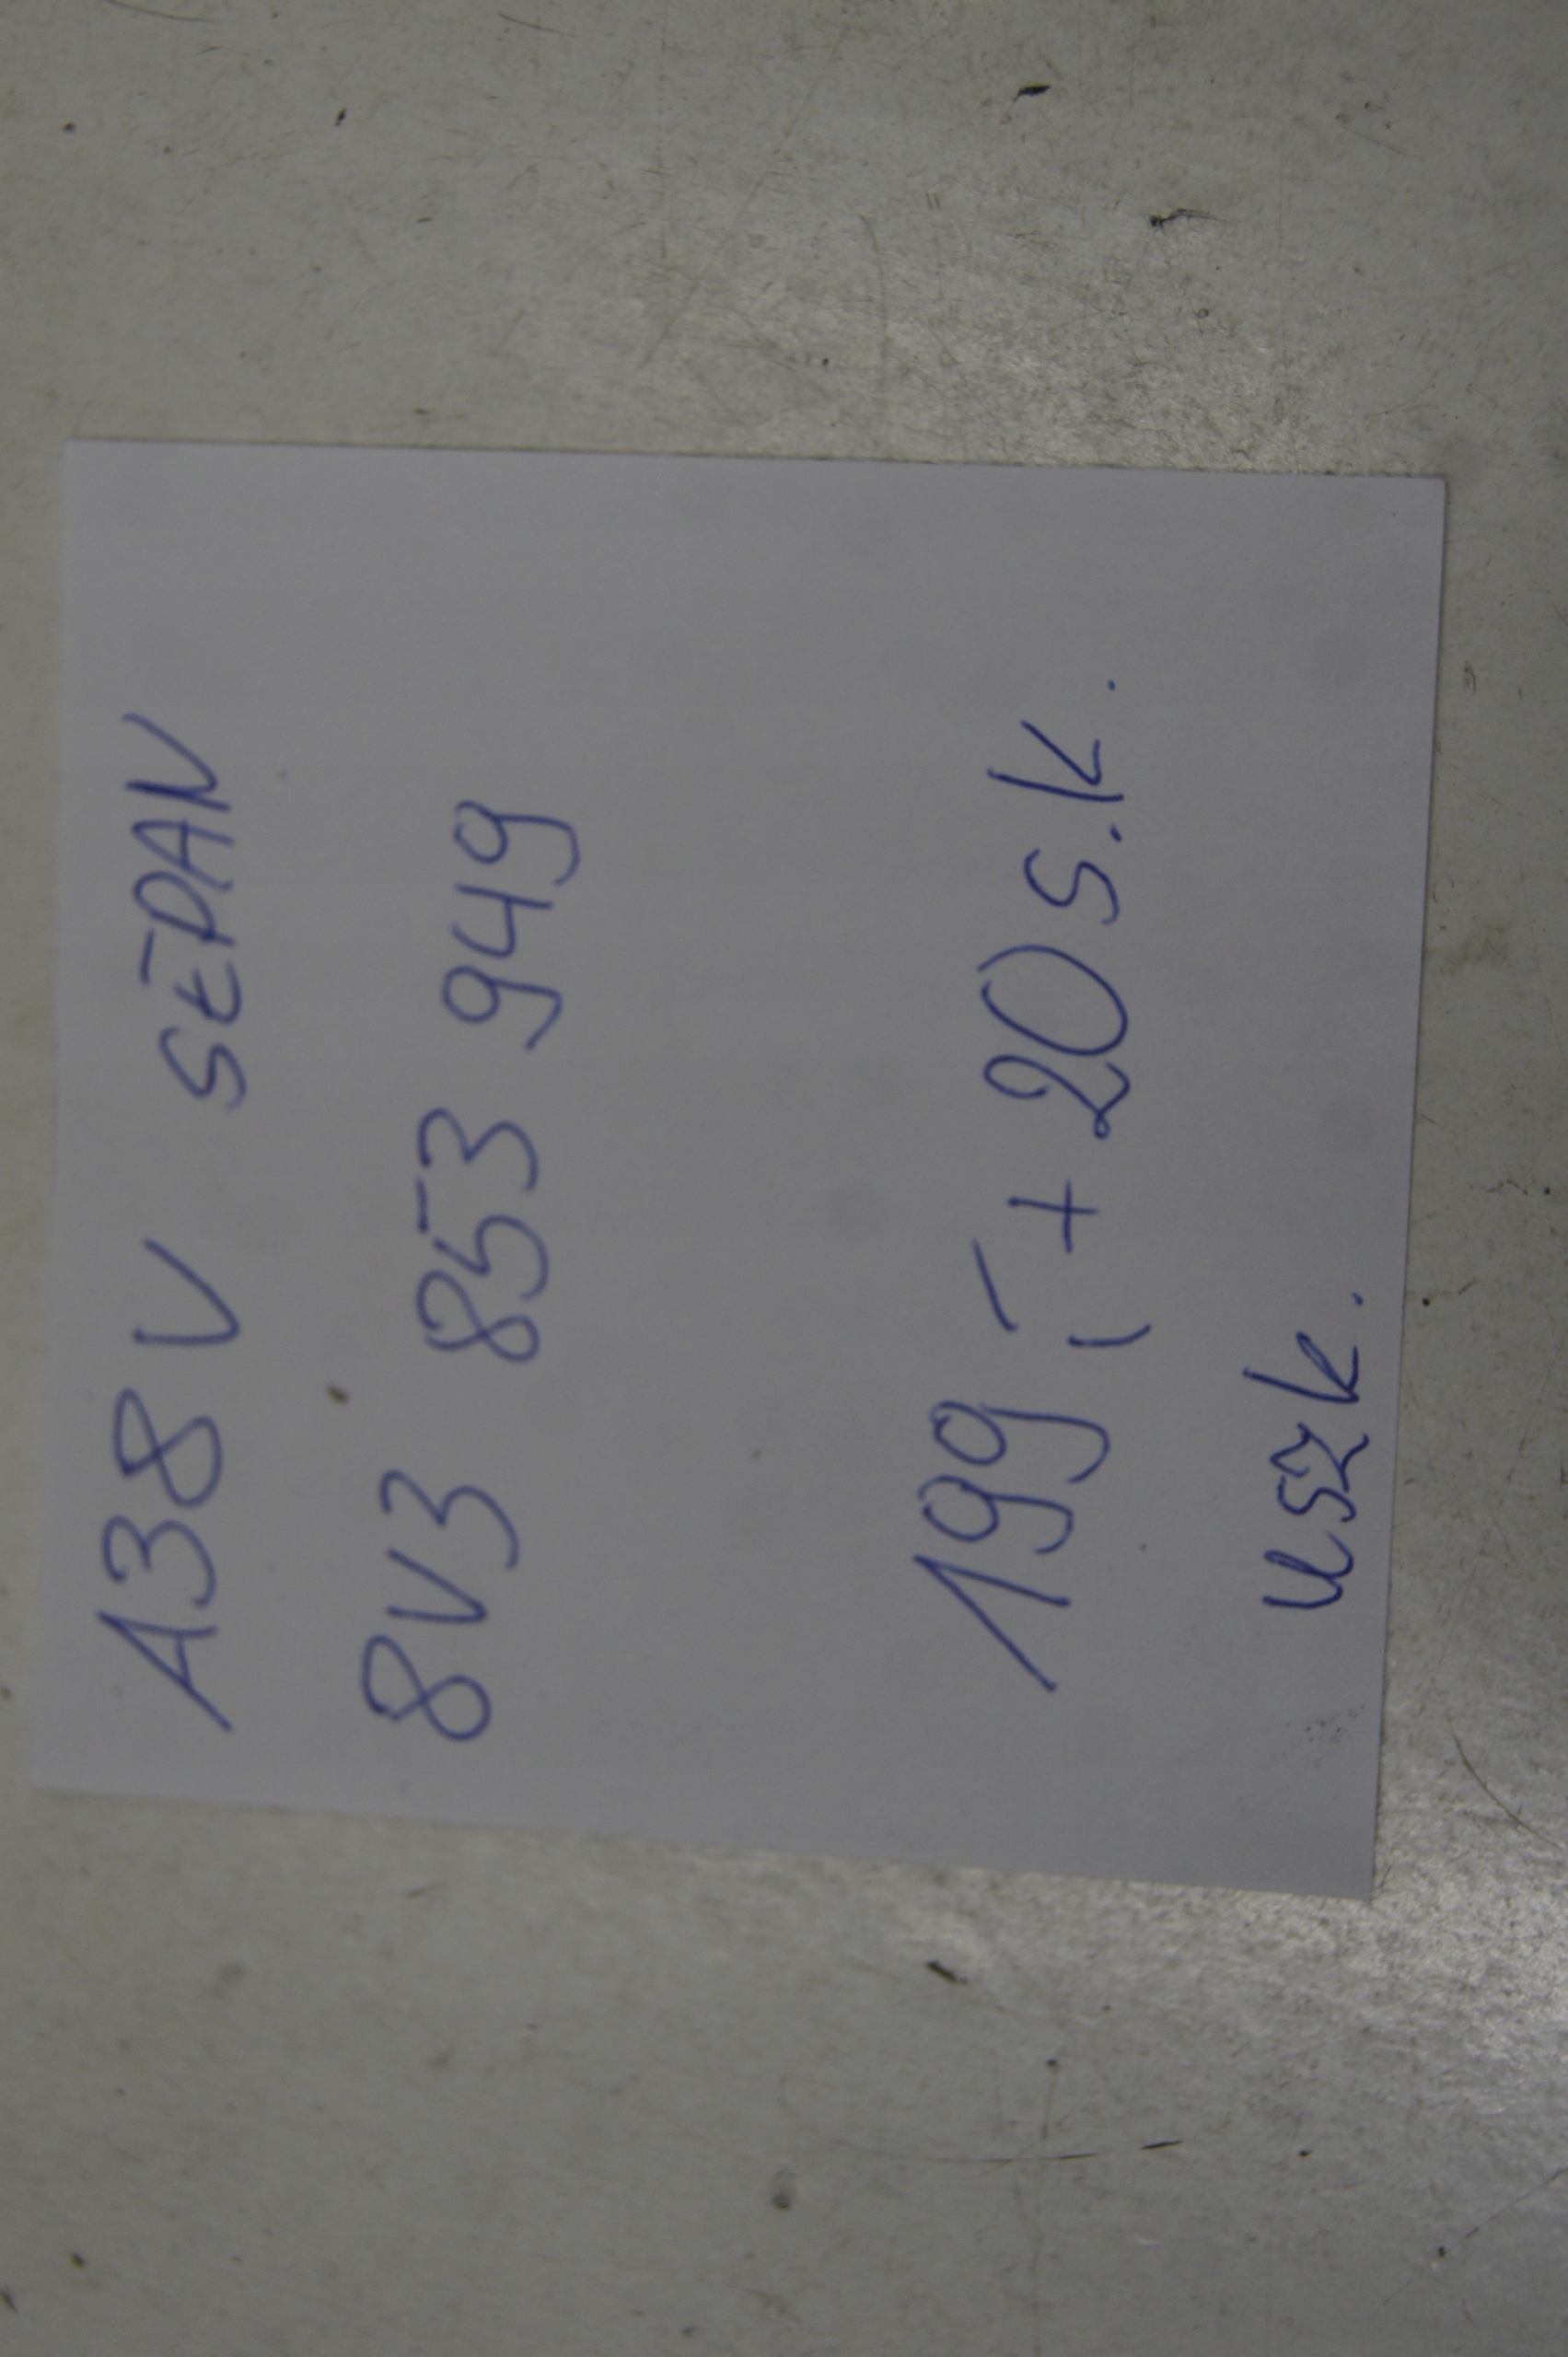 A38V SEDAN
8V3 853 949
199,- + 20 s.k.
uszk.